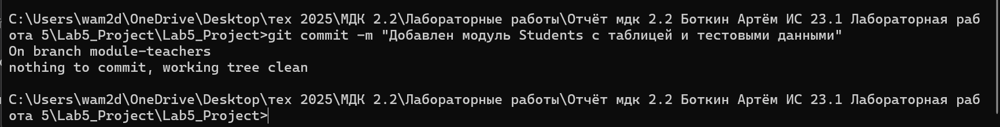 C:\Users\wam2d\OneDrive\Desktop\тех 2025\МДК 2.2\Лабораторные работы\Отчёт мдк 2.2 Боткин Артём ИС 23.1 Лабораторная раб
ота 5\Lab5_Project\Lab5_Project>git commit -m "Добавлен модуль Students с таблицей и тестовыми данными"
On branch module-teachers
nothing to commit, working tree clean
C:\Users\wam2d\OneDrive\Desktop\тех 2025\МДК 2.2\Лабораторные работы\Отчёт мдк 2.2 Боткин Артём ИС 23.1 Лабораторная раб
ота 5\Lab5_Project\Lab5_Project>